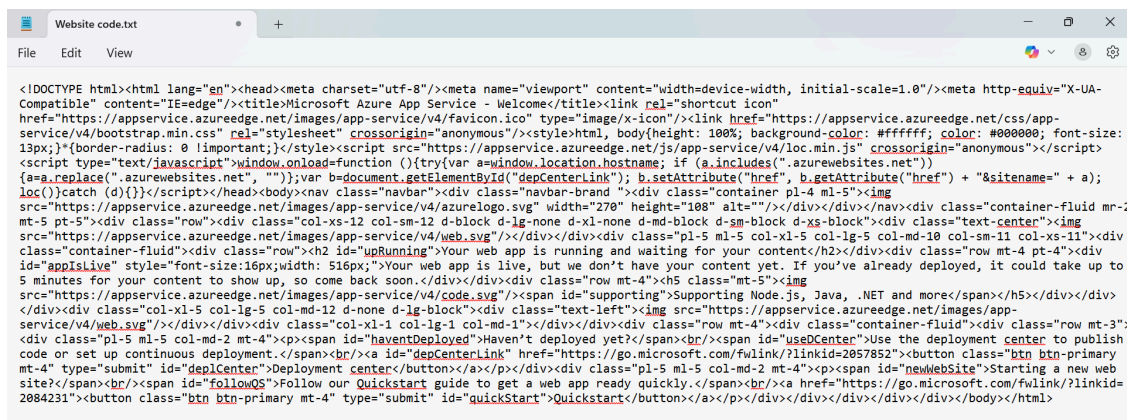 Website code.txt
File Edit View
<!DOCTYPE html><html lang="en"><head><meta charset="utf-8"/><meta name="viewport" content="width=device-width, initial-scale=1.0"/><meta http-equiv="X-UA-
Compatible" content="IE=edge"/><title>Microsoft Azure App Service - Welcome</title><link rel="shortcut icon"
href="https://appservice.azureedge.net/images/app-service/v4/favicon.ico" type="image/x-icon"/><link href="https://appservice.azureedge.net/css/app-
service/v4/bootstrap.min.css" rel="stylesheet" crossorigin="anonymous"/><style>html, body{height: 100%; background-color: #ffffff; color: #000000; font-size:
13px;}*{border-radius: 0 !important;}</style><script src="https://appservice.azureedge.net/js/app-service/v4/loc.min.js" crossorigin="anonymous"></script>
<script type="text/javascript">window.onload=function (){try{var a=window.location.hostname; if (a.includes(".azurewebsites.net"))
{a=a.replace(".azurewebsites.net", "")};var b=document.getElementById("depCenterLink"); b.setAttribute("href", b.getAttribute("href") + "&sitename=" + a);
loc()}catch (d){}}</script></head><body><nav class="navbar"><div class="navbar-brand "><div class="container pl-4 ml-5"><img
src="https://appservice.azureedge.net/images/app-service/v4/azurelogo.svg" width="270" height="108" alt=""/></div></div></nav><div class="container-fluid mr-2
mt-5 pt-5"><div class="row"><div class="col-xs-12 col-sm-12 d-block d-lg-none d-xl-none d-md-block d-sm-block d-xs-block"><div class="text-center"><img
src="https://appservice.azureedge.net/images/app-service/v4/web.svg"/></div></div><div class="pl-5 ml-5 col-xl-5 col-lg-5 col-md-10 col-sm-11 col-xs-11"><div
class="container-fluid"><div class="row"><h2 id="upRunning">Your web app is running and waiting for your content</h2></div><div class="row mt-4 pt-4"><div
id="appIsLive" style="font-size:16px;width: 516px;">Your web app is live, but we don’t have your content yet. If you’ve already deployed, it could take up to
5 minutes for your content to show up, so come back soon.</div></div><div class="row mt-4"><h5 class="mt-5"><img
src="https://appservice.azureedge.net/images/app-service/v4/code.svg"/><span id="supporting">Supporting Node.js, Java, .NET and more</span></h5></div></div>
</div><div class="col-xl-5 col-lg-5 col-md-12 d-none d-lg-block"><div class="text-left"><img src="https://appservice.azureedge.net/images/app-
service/v4/web.svg"/></div></div><div class="col-xl-1 col-lg-1 col-md-1"></div></div><div class="row mt-4"><div class="container-fluid"><div class="row mt-3">
<div class="pl-5 ml-5 col-md-2 mt-4"><p><span id="haventDeployed">Haven’t deployed yet?</span><br/><span id="useDCenter">Use the deployment center to publish
code or set up continuous deployment.</span><br/><a id="depCenterLink" href="https://go.microsoft.com/fwlink/?linkid=2057852"><button class="btn btn-primary
mt-4" type="submit" id="deplCenter">Deployment center</button></a></p></div><div class="pl-5 ml-5 col-md-2 mt-4"><p><span id="newWebSite">Starting a new web
site?</span><br/><span id="followQS">Follow our Quickstart guide to get a web app ready quickly.</span><br/><a href="https://go.microsoft.com/fwlink/?linkid=
2084231"><button class="btn btn-primary mt-4" type="submit" id="quickStart">Quickstart</button></a></p></div></div></div></div></div></body></html>